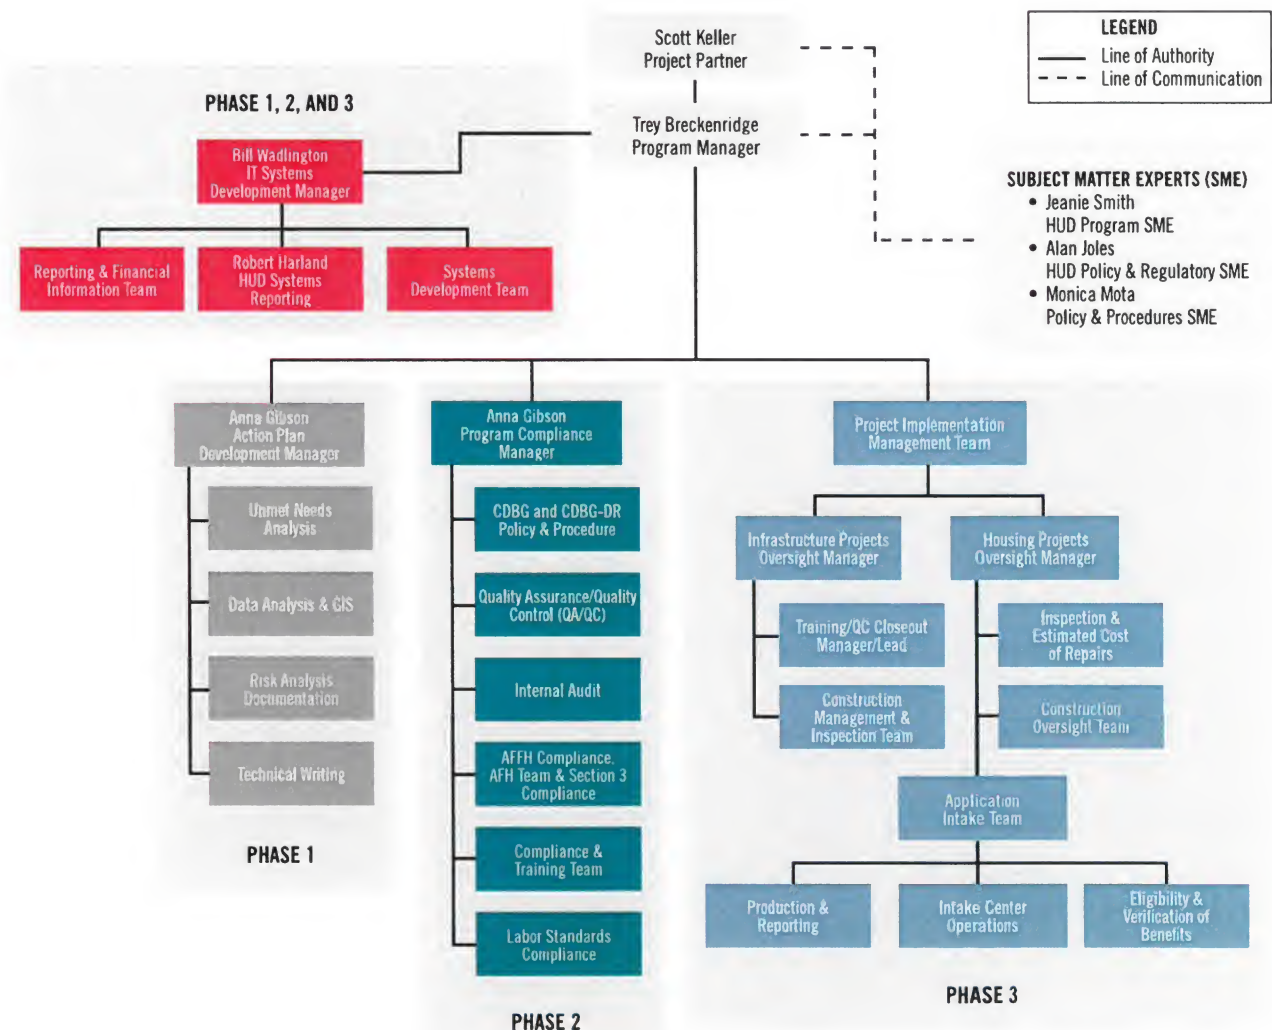 Scott Keller
Project Partner
LEGEND
Line of Authority
Line of Communication
PHASE 1, 2, AND 3
Trey Breckenridge
Program Manager
Bill Wadlington
IT Systems
Development Manager
SUBJECT MATTER EXPERTS (SME)
• Jeanie Smith
HUD Program SME
• Alan Joles
HUD Policy & Regulatory SME
• Monica Mota
Policy & Procedures SME
Reporting & Financial
Information Team
Robert Harland
HUD Systems
Reporting
Systems
Development Team
Anna Gibson
Action Plan
Development Manager
Unmet Needs
Analysis
Data Analysis & GIS
Risk Analysis
Documentation
Technical Writing
PHASE 1
Anna Gibson
Program Compliance
Manager
CDBG and CDBG-DR
Policy & Procedure
Quality Assurance/Quality
Control (QA/QC)
Internal Audit
AFFH Compliance,
AFH Team & Section 3
Compliance
Compliance &
Training Team
Labor Standards
Compliance
PHASE 2
Project Implementation
Management Team
Infrastructure Projects
Oversight Manager
Housing Projects
Oversight Manager
Training/QC Closeout
Manager/Lead
Inspection &
Estimated Cost
of Repairs
Construction
Management &
Inspection Team
Construction
Oversight Team
Application
Intake Team
Production &
Reporting
Intake Center
Operations
Eligibility &
Verification of
Benefits
PHASE 3